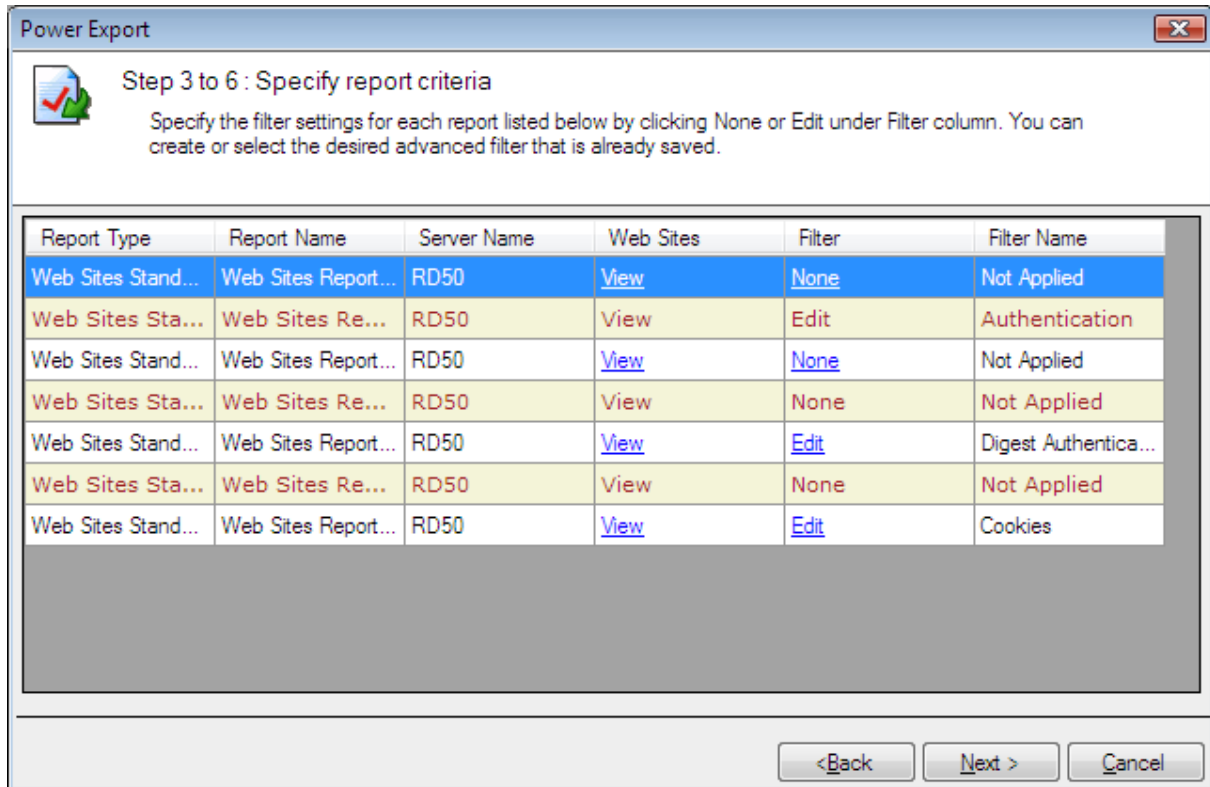 Power Export
Step 3 to 6 : Specify report criteria
Specify the filter settings for each report listed below by clicking None or Edit under Filter column. You can
create or select the desired advanced filter that is already saved.
Report Type Report Name Server Name Web Sites Filter Filter Name
Web Sites Stand... Web Sites Report... RD50 View None Not Applied
Web Sites Sta... Web Sites Re... RD50 View Edit Authentication
Web Sites Stand... Web Sites Report... RD50 View None Not Applied
Web Sites Sta... Web Sites Re... RD50 View None Not Applied
Web Sites Stand... Web Sites Report... RD50 View Edit Digest Authentica...
Web Sites Sta... Web Sites Re... RD50 View None Not Applied
Web Sites Stand... Web Sites Report... RD50 View Edit Cookies
<Back Next > Cancel